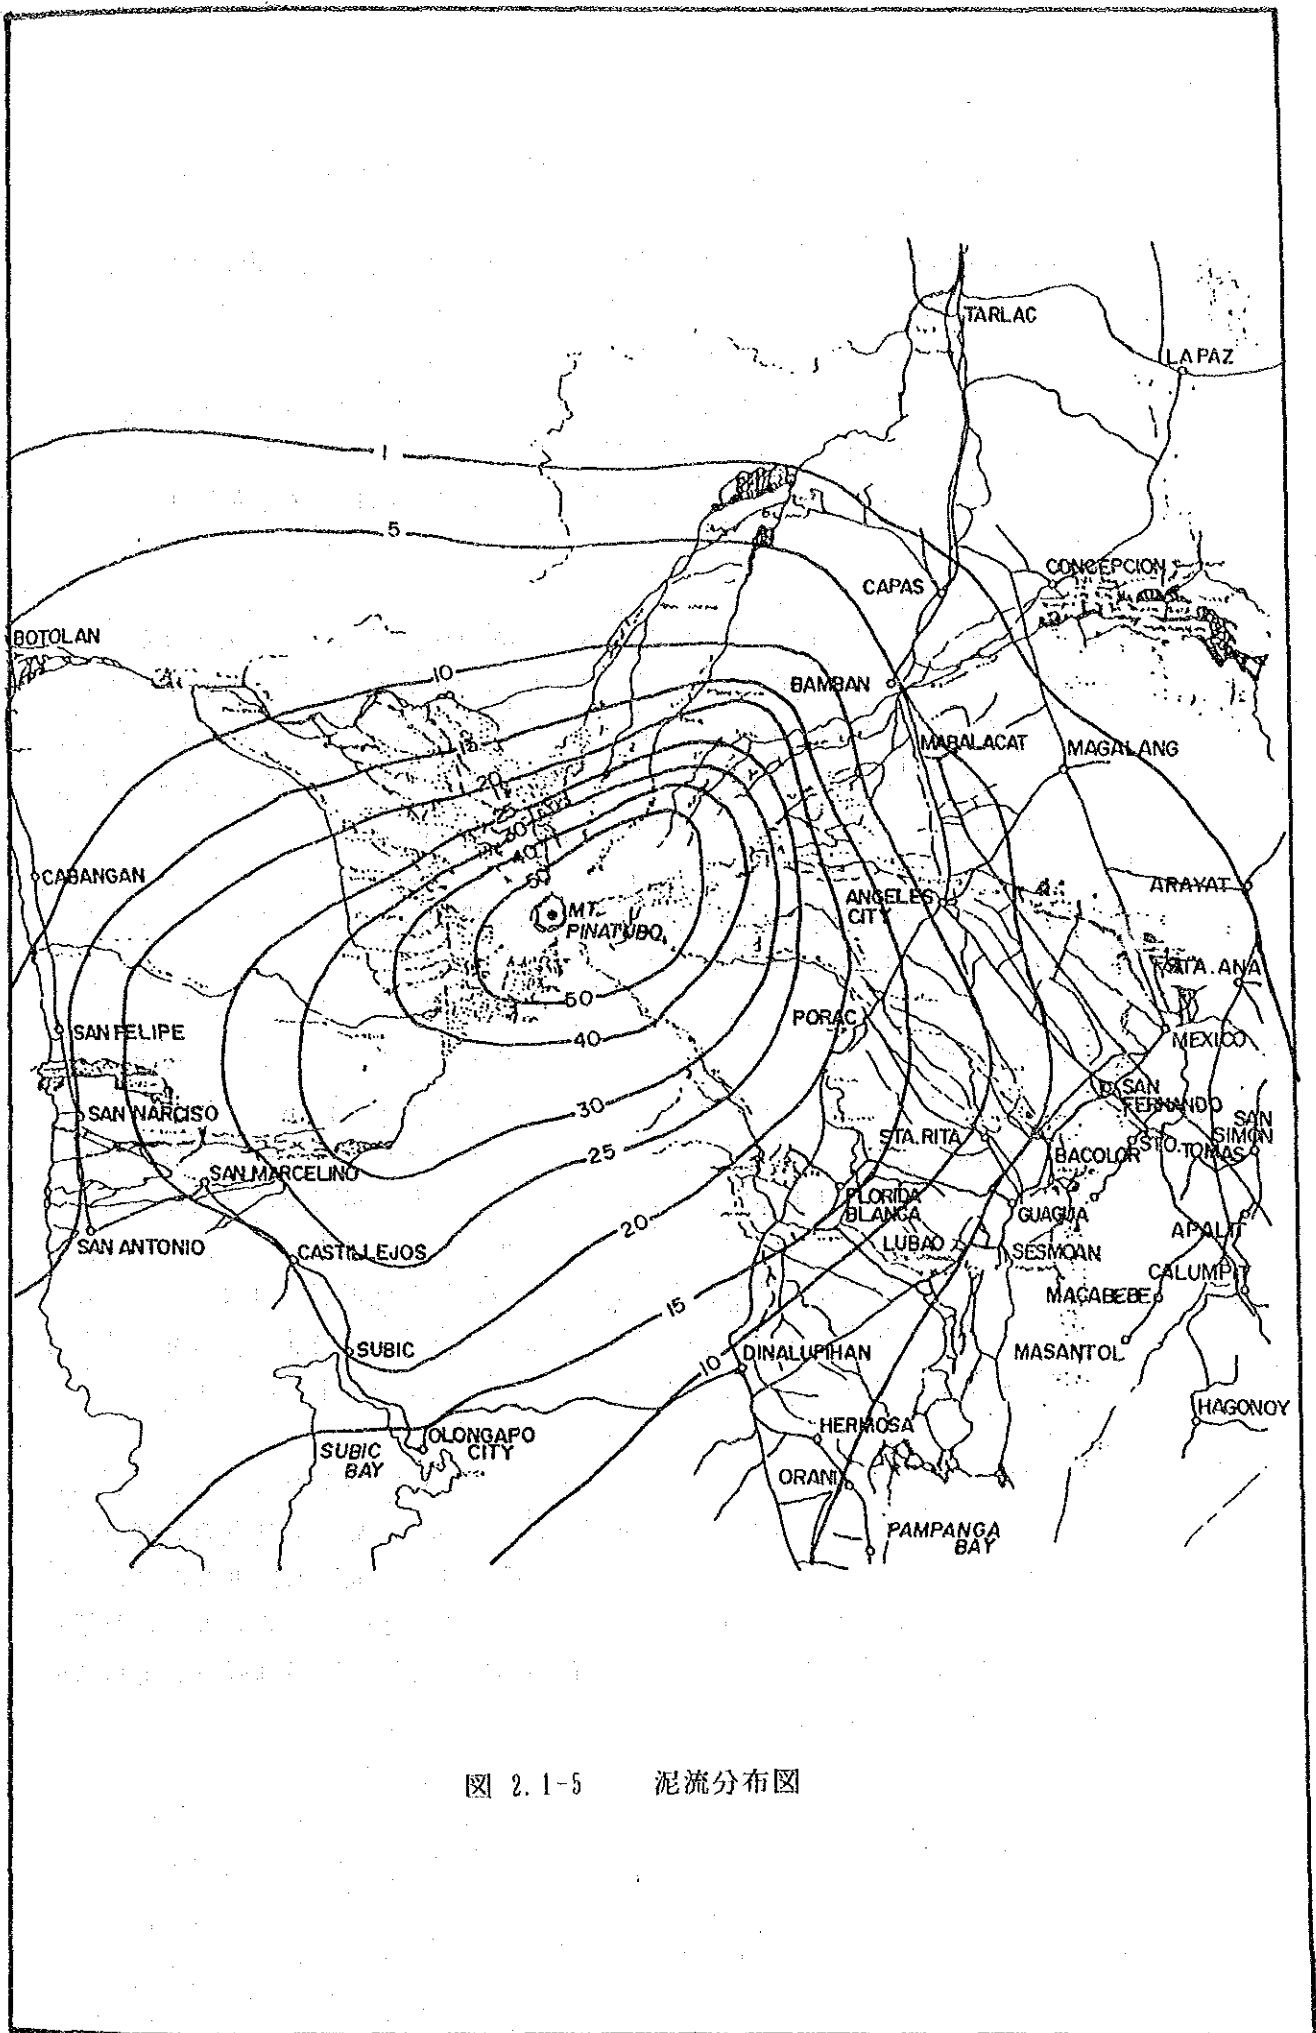 TARLAC
LA PAZ
1
5
CONCEPCION
CAPAS
BOTOLAN
10
BAMBAN
MABALACAT
MAGALANG
15
20
25
30
40
50
CABANGAN
ARAYAT
ANGELES
CITY
MT.
PINATUBO
STA. ANA
50
PORAC
SAN FELIPE
40
MEXICO
SAN
FERNANDO
SAN NARCISO
30
SAN
SIMON
STA. RITA
STO. TOMAS
BACOLOR
25
SAN MARCELINO
FLORIDA
BLANCA
GUAGUA
20
APALIT
SAN ANTONIO
LUBAO
SESMOAN
CASTILLEJOS
CALUMPIT
MACABEBE
15
SUBIC
DINALUPIHAN
MASANTOL
10
HAGONOY
HERMOSA
OLONGAPO
CITY
SUBIC
BAY
ORANI
PAMPANGA
BAY
図 2.1-5 泥流分布図